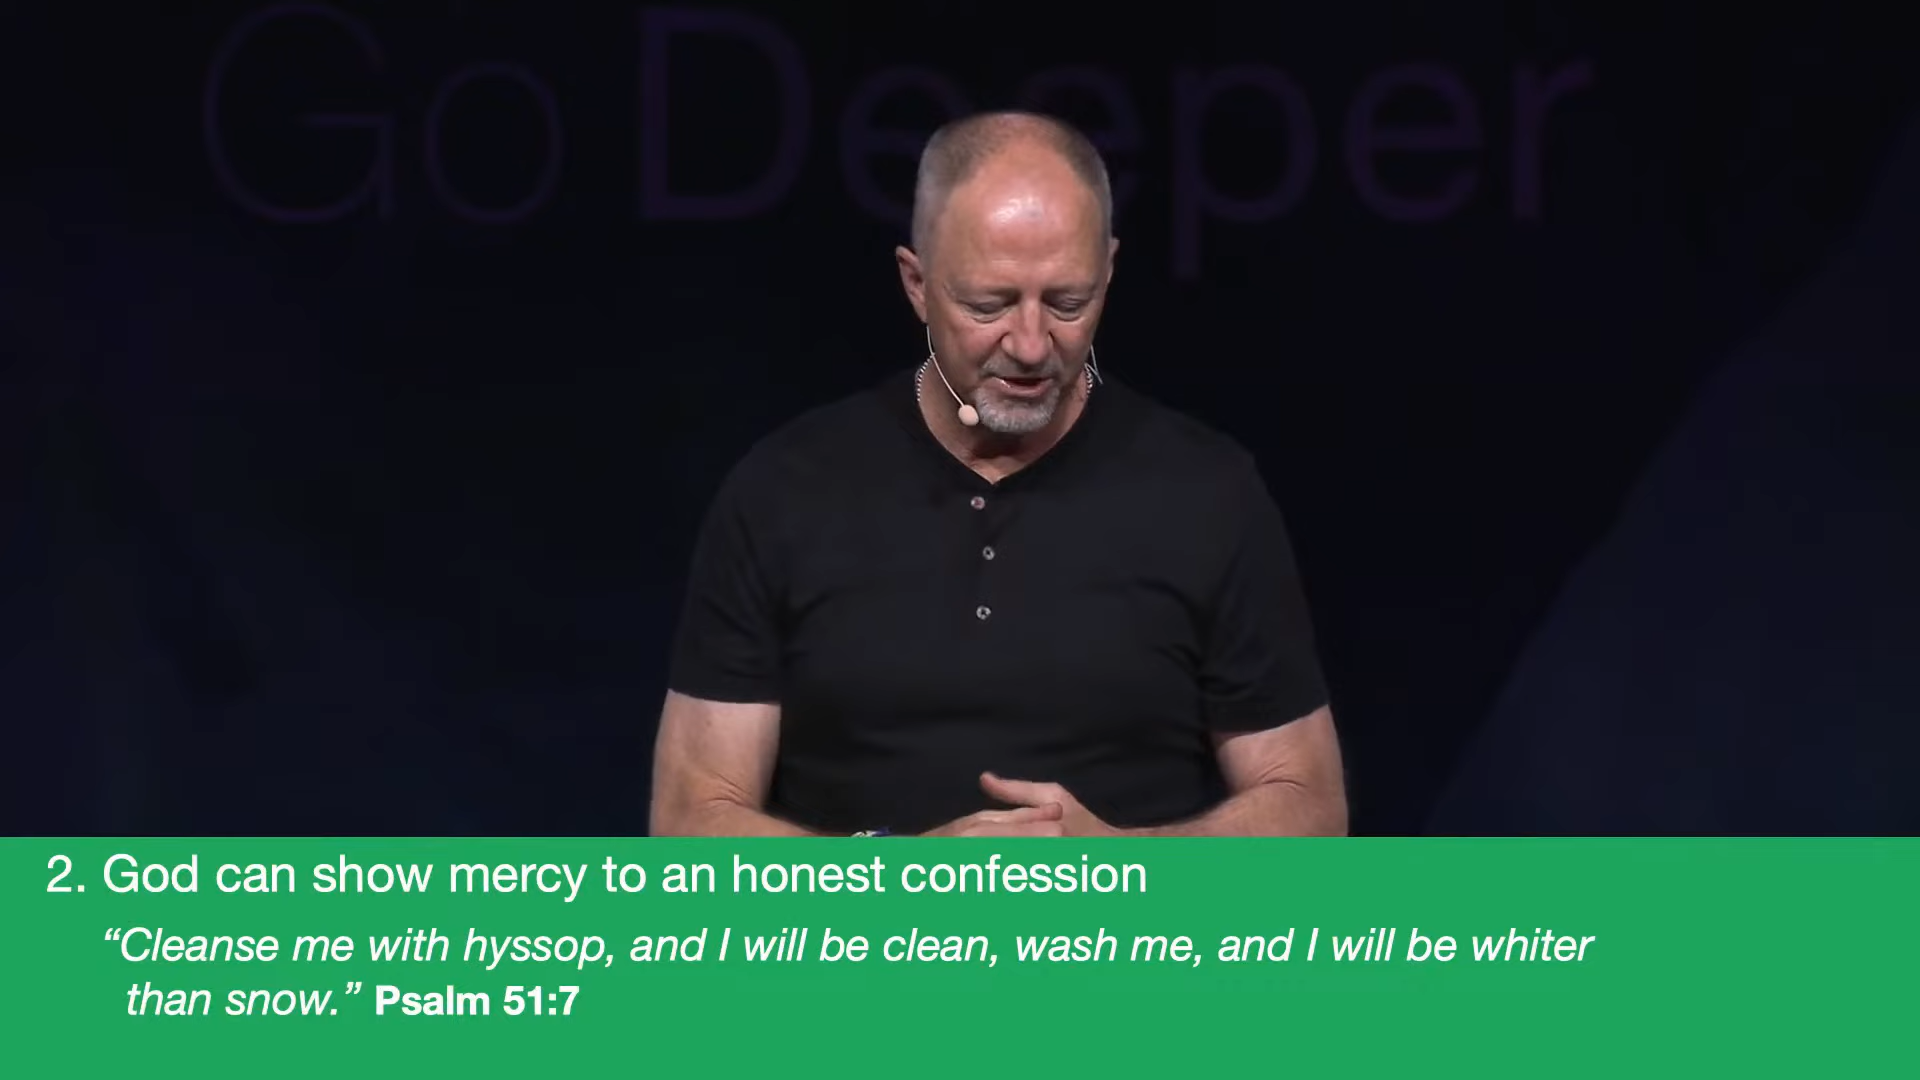 Go Deeper
2. God can show mercy to an honest confession
“Cleanse me with hyssop, and I will be clean, wash me, and I will be whiter
than snow.” Psalm 51:7